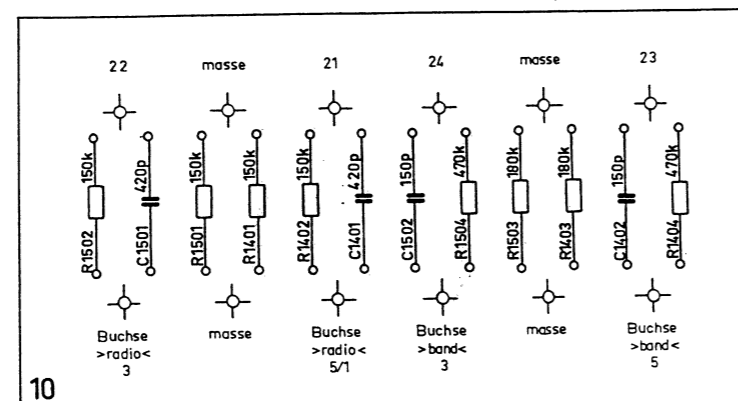 22 masse 21 24 masse 23
150k 420p 150k 150k 150k 420p 150p 470k 180k 180k 150p 470k
R1502 C1501 R1501 R1401 R1402 C1401 C1502 R1504 R1503 R1403 C1402 R1404
Buchse masse Buchse Buchse masse Buchse
>radio< >radio< >band< >band<
3 5/1 3 5
10